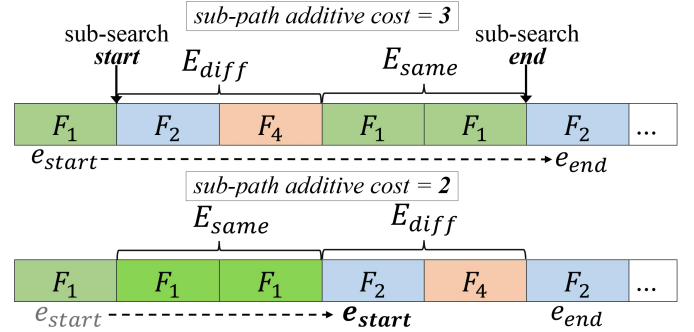 sub-path additive cost = 3
sub-search start
sub-search end
E_diff E_same
F_1 F_2 F_4 F_1 F_1 F_2 ...
e_start e_end
sub-path additive cost = 2
E_same E_diff
F_1 F_1 F_1 F_2 F_4 F_2 ...
e_start e_start e_end